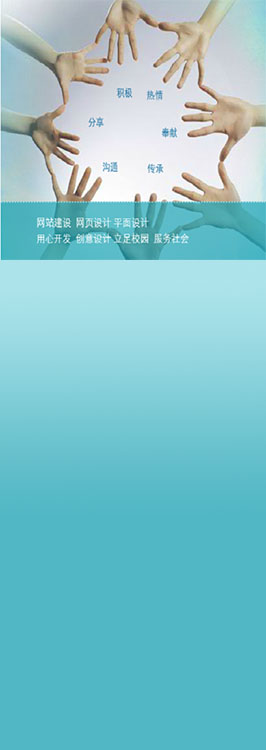 积极 热情
分享
奉献
沟通 传承
网站建设 网页设计 平面设计
用心开发 创意设计 立足校园 服务社会